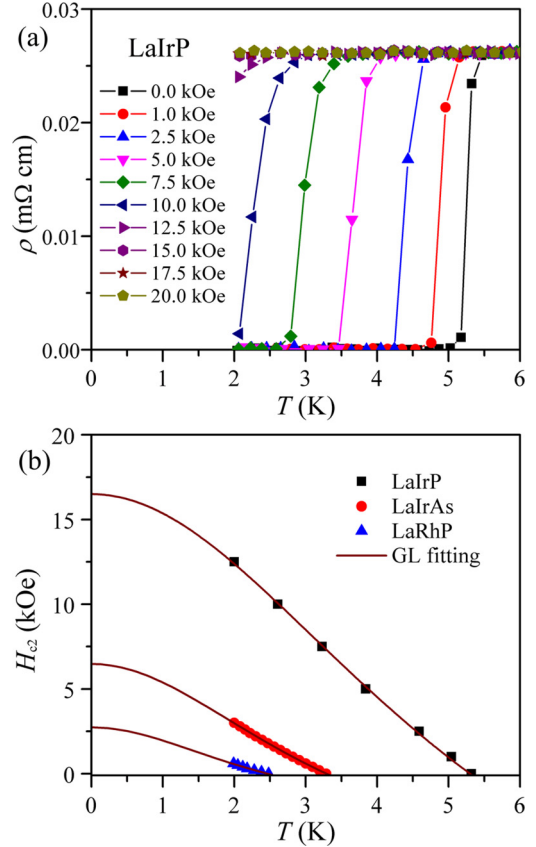 (a)
LaIrP
0.0 kOe
1.0 kOe
2.5 kOe
5.0 kOe
7.5 kOe
10.0 kOe
12.5 kOe
15.0 kOe
17.5 kOe
20.0 kOe
0.03
0.02
0.01
0.00
ρ (mΩ cm)
0 1 2 3 4 5 6
T (K)
(b)
LaIrP
LaIrAs
LaRhP
GL fitting
20
15
10
5
0
Hc2 (kOe)
0 1 2 3 4 5 6
T (K)